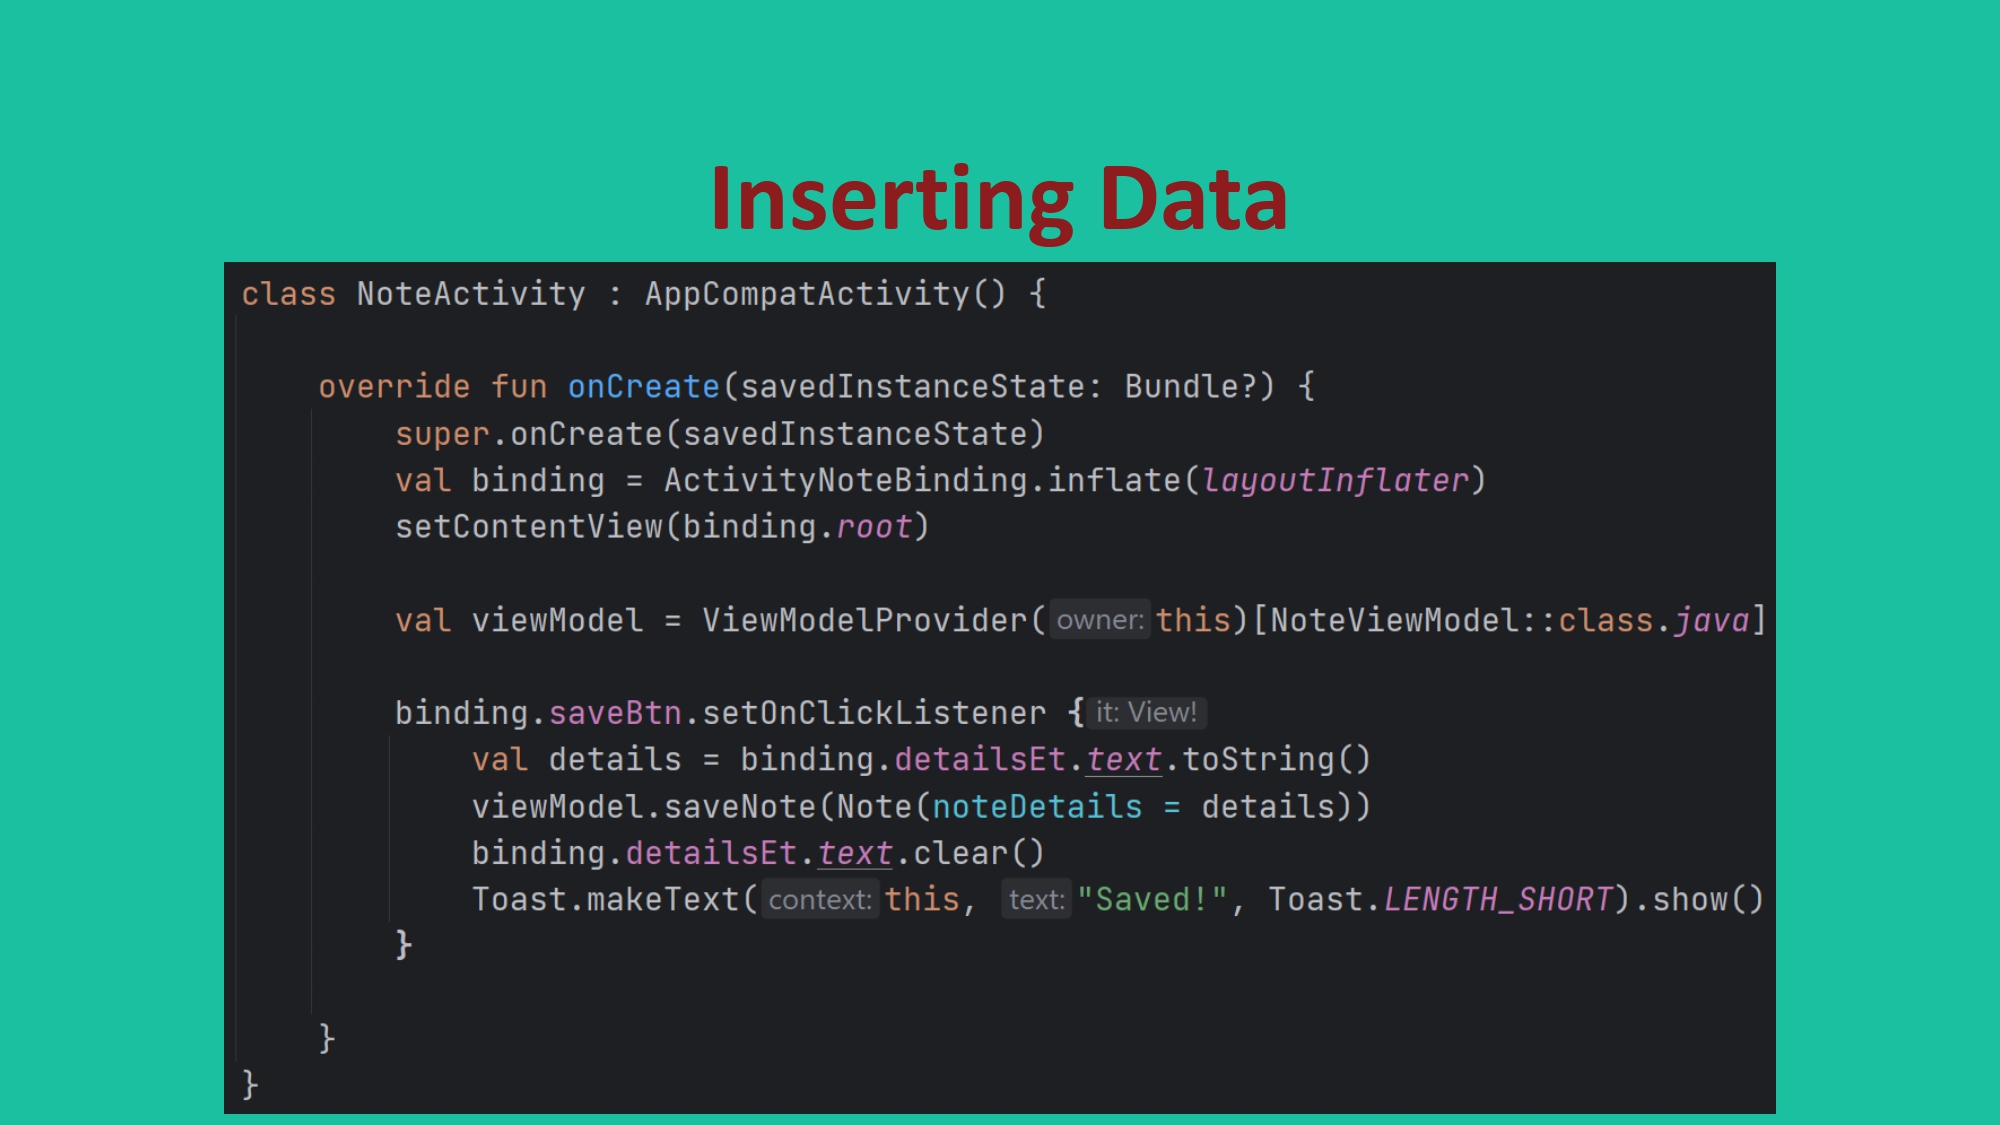 Inserting Data
class NoteActivity : AppCompatActivity() {
override fun onCreate(savedInstanceState: Bundle?) {
super.onCreate(savedInstanceState)
val binding = ActivityNoteBinding.inflate(layoutInflater)
setContentView(binding.root)
val viewModel = ViewModelProvider( owner: this)[NoteViewModel::class.java]
binding.saveBtn.setOnClickListener { it: View!
val details = binding.detailsEt.text.toString()
viewModel.saveNote(Note(noteDetails = details))
binding.detailsEt.text.clear()
Toast.makeText( context: this, text: "Saved!", Toast.LENGTH_SHORT).show()
}
}
}